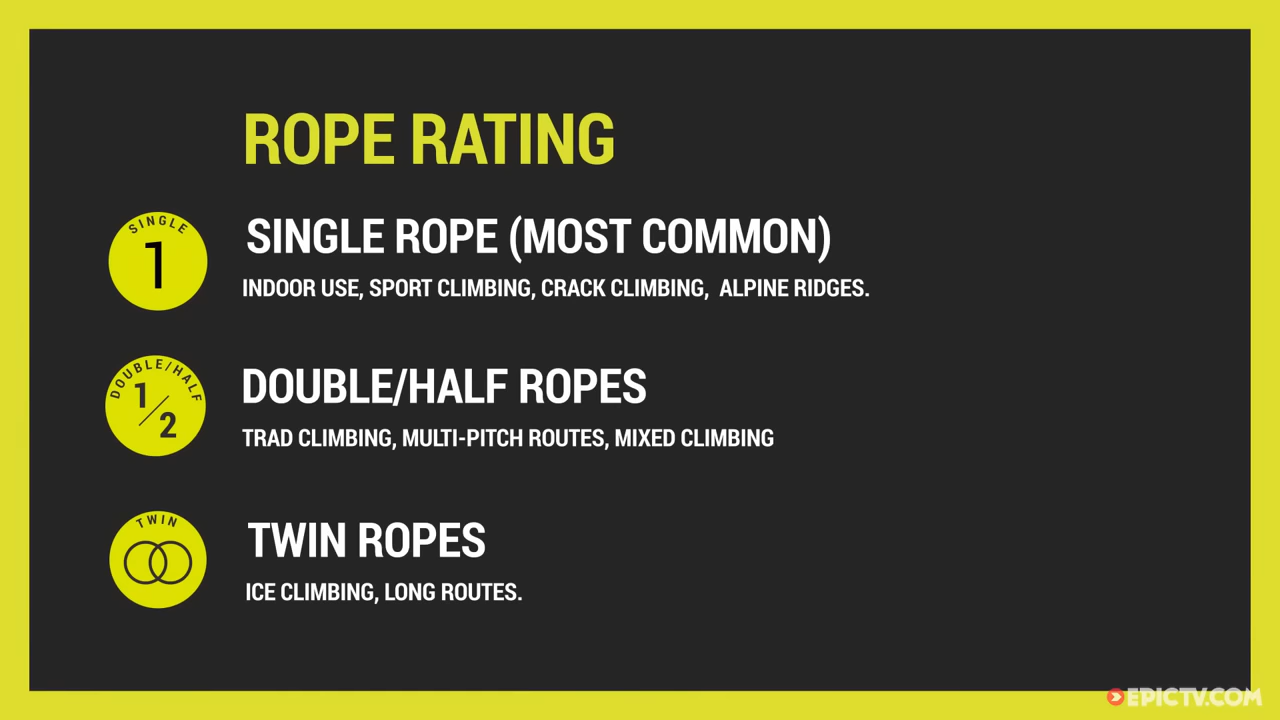 ROPE RATING
SINGLE
1
SINGLE ROPE (MOST COMMON)
INDOOR USE, SPORT CLIMBING, CRACK CLIMBING, ALPINE RIDGES.
DOUBLE/HALF
1/2
DOUBLE/HALF ROPES
TRAD CLIMBING, MULTI-PITCH ROUTES, MIXED CLIMBING
TWIN
TWIN ROPES
ICE CLIMBING, LONG ROUTES.
EPICTV.COM